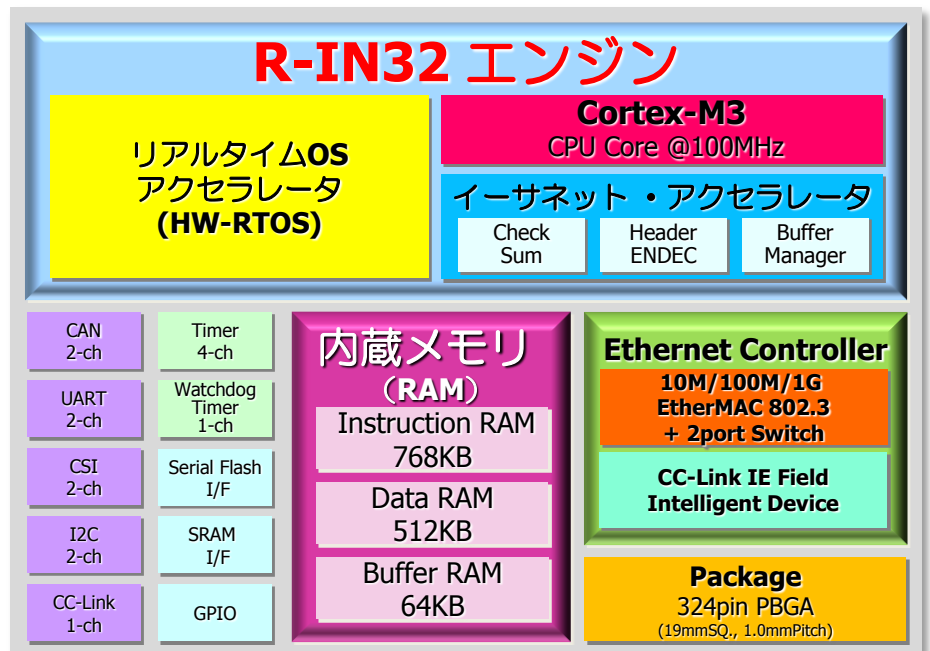 R-IN32 エンジン
リアルタイムOS
アクセラレータ
(HW-RTOS)
Cortex-M3
CPU Core @100MHz
イーサネット・アクセラレータ
Check
Sum
Header
ENDEC
Buffer
Manager
CAN
2-ch
Timer
4-ch
UART
2-ch
Watchdog
Timer
1-ch
CSI
2-ch
Serial Flash
I/F
I2C
2-ch
SRAM
I/F
CC-Link
1-ch
GPIO
内蔵メモリ
（RAM）
Instruction RAM
768KB
Data RAM
512KB
Buffer RAM
64KB
Ethernet Controller
10M/100M/1G
EtherMAC 802.3
+ 2port Switch
CC-Link IE Field
Intelligent Device
Package
324pin PBGA
(19mmSQ., 1.0mmPitch)